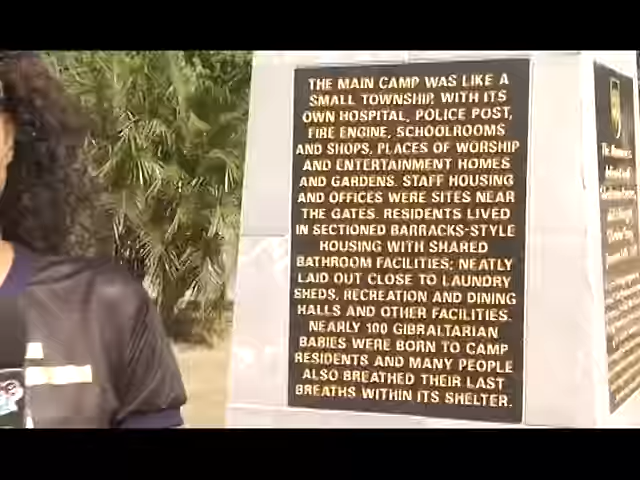 THE MAIN CAMP WAS LIKE A
SMALL TOWNSHIP, WITH ITS
OWN HOSPITAL, POLICE POST,
FIRE ENGINE, SCHOOLROOMS
AND SHOPS, PLACES OF WORSHIP
AND ENTERTAINMENT HOMES
AND GARDENS. STAFF HOUSING
AND OFFICES WERE SITES NEAR
THE GATES. RESIDENTS LIVED
IN SECTIONED BARRACKS-STYLE
HOUSING WITH SHARED
BATHROOM FACILITIES; NEATLY
LAID OUT CLOSE TO LAUNDRY
SHEDS, RECREATION AND DINING
HALLS AND OTHER FACILITIES.
NEARLY 100 GIBRALTARIAN
BABIES WERE BORN TO CAMP
RESIDENTS AND MANY PEOPLE
ALSO BREATHED THEIR LAST
BREATHS WITHIN ITS SHELTER.